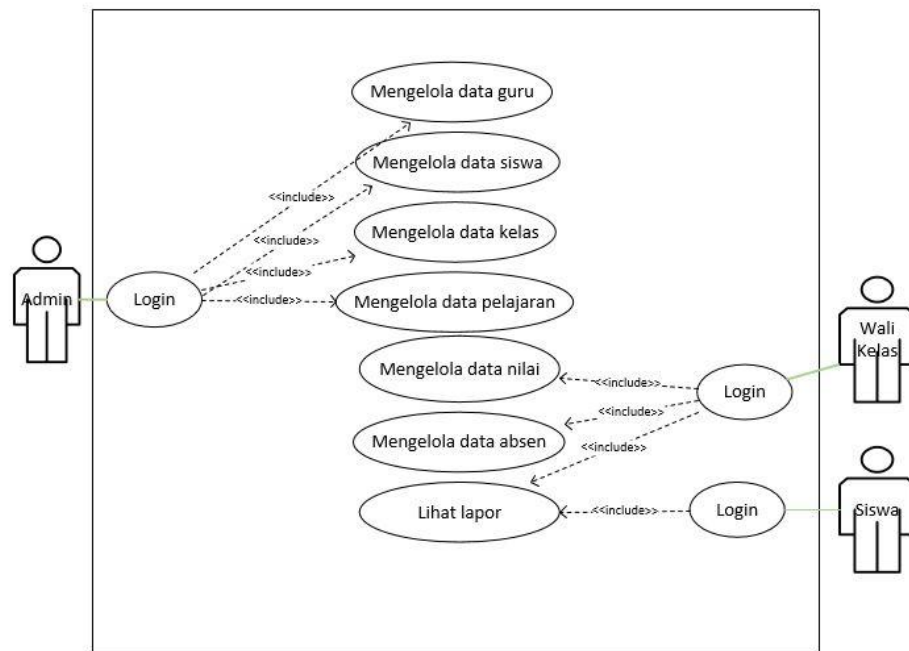 Mengelola data guru
Mengelola data siswa
<<include>>
Mengelola data kelas
<<include>>
<<include>>
Admin
Login
<<include>>
Mengelola data pelajaran
Wali
Kelas
Mengelola data nilai
<<include>>
Login
<<include>>
Mengelola data absen
<<include>>
Lihat lapor
<<include>>
Login
Siswa